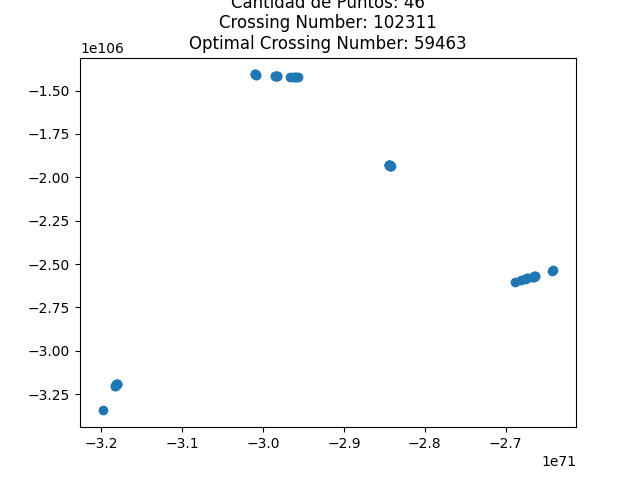 Cantidad de Puntos: 46
Crossing Number: 102311
Optimal Crossing Number: 59463
1e106
−1.50
−1.75
−2.00
−2.25
−2.50
−2.75
−3.00
−3.25
−3.2 −3.1 −3.0 −2.9 −2.8 −2.7
1e71